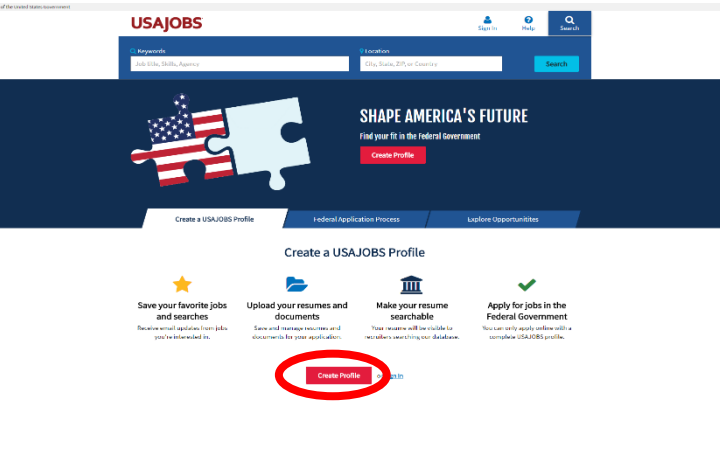 of the United States Government
USAJOBS
Sign In
Help
Search
Keywords
Location
Job title, Skills, Agency
City, State, ZIP, or Country
Search
SHAPE AMERICA'S FUTURE
Find your fit in the Federal Government
Create Profile
Create a USAJOBS Profile
Federal Application Process
Explore Opportunitites
Create a USAJOBS Profile
Save your favorite jobs
and searches
Receive email updates from jobs
you're interested in.
Upload your resumes and
documents
Save and manage resumes and
documents for your application.
Make your resume
searchable
Your resume will be visible to
recruiters searching our database.
Apply for jobs in the
Federal Government
You can only apply online with a
complete USAJOBS profile.
Create Profile
In